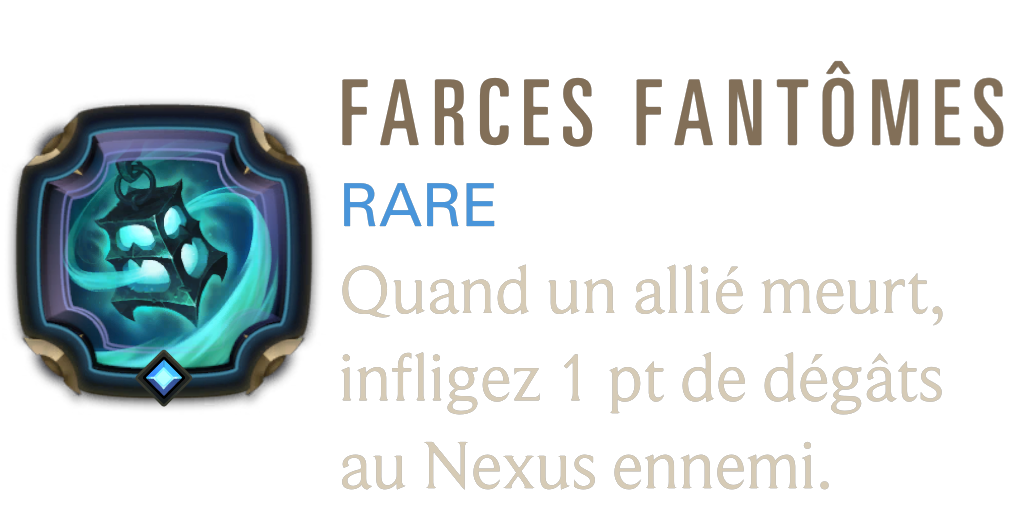 FARCES FANTÔMES
RARE
Quand un allié meurt,
infligez 1 pt de dégâts
au Nexus ennemi.